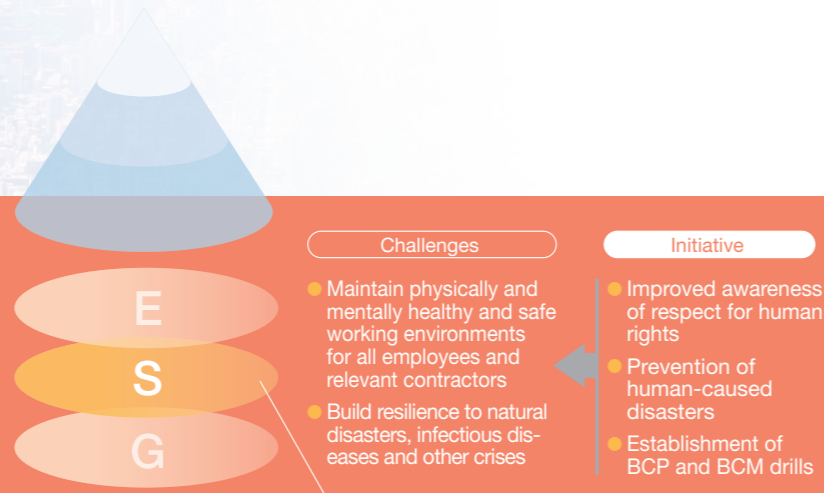 E
S
G
Challenges
● Maintain physically and
mentally healthy and safe
working environments
for all employees and
relevant contractors
● Build resilience to natural
disasters, infectious dis-
eases and other crises
Initiative
● Improved awareness
of respect for human
rights
● Prevention of
human-caused
disasters
● Establishment of
BCP and BCM drills